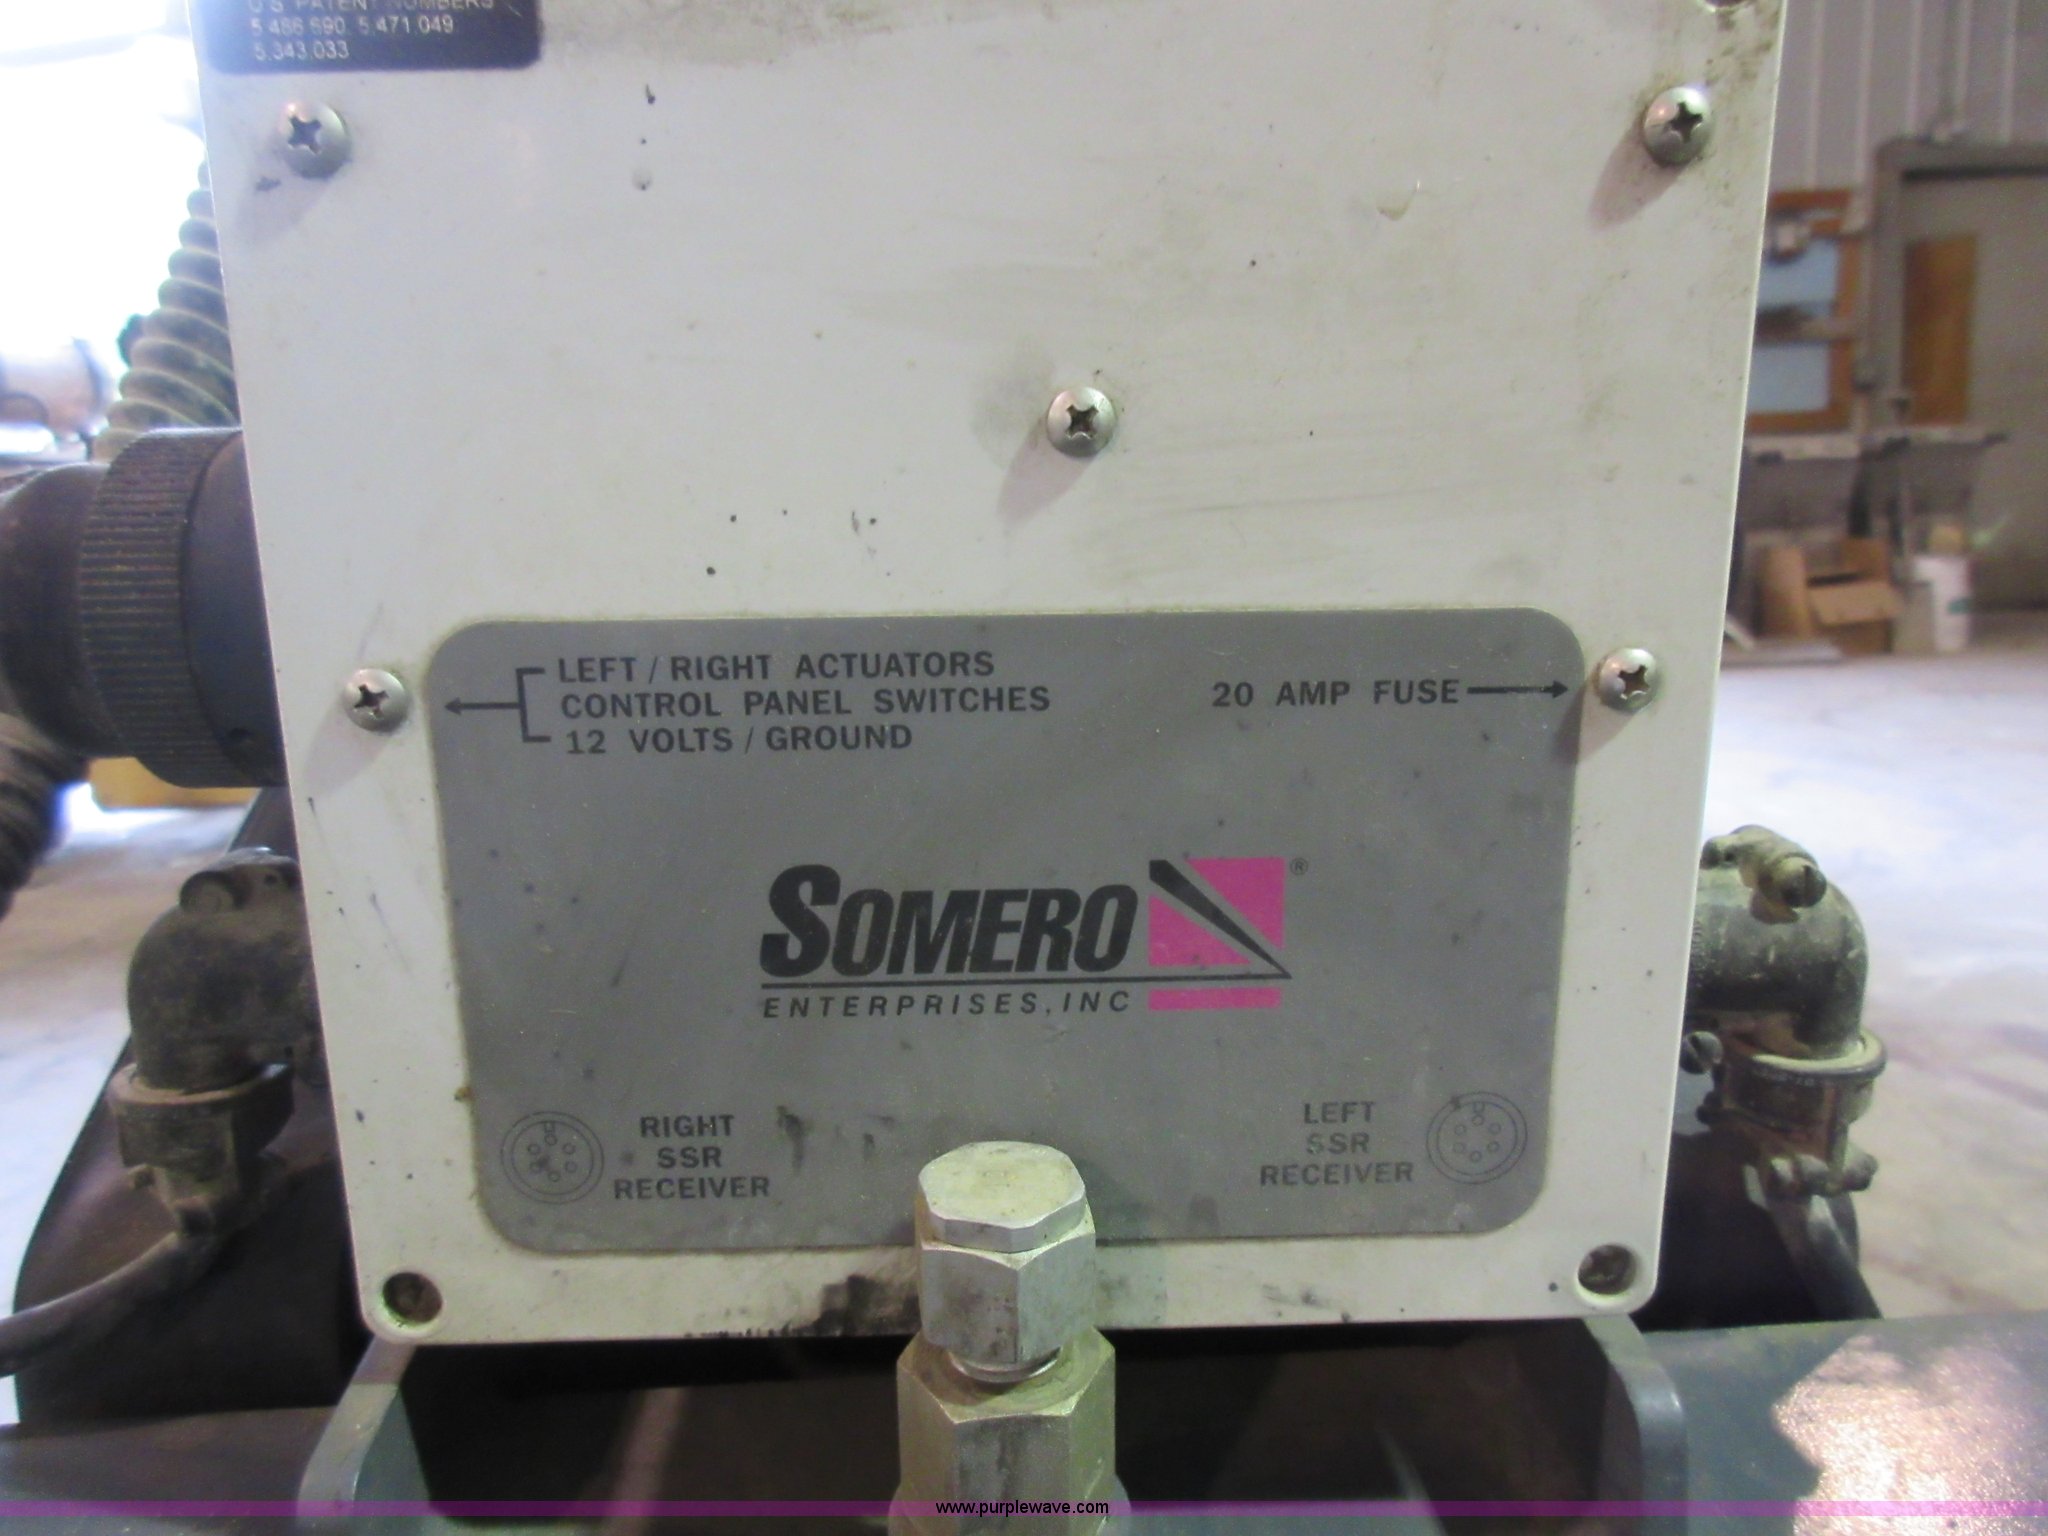 U.S. PATENT NUMBERS
5,486,690, 5,471,049
5,343,033
LEFT / RIGHT ACTUATORS
CONTROL PANEL SWITCHES
12 VOLTS / GROUND
20 AMP FUSE
SOMERO ®
ENTERPRISES, INC
RIGHT
SSR
RECEIVER
LEFT
SSR
RECEIVER
www.purplewave.com